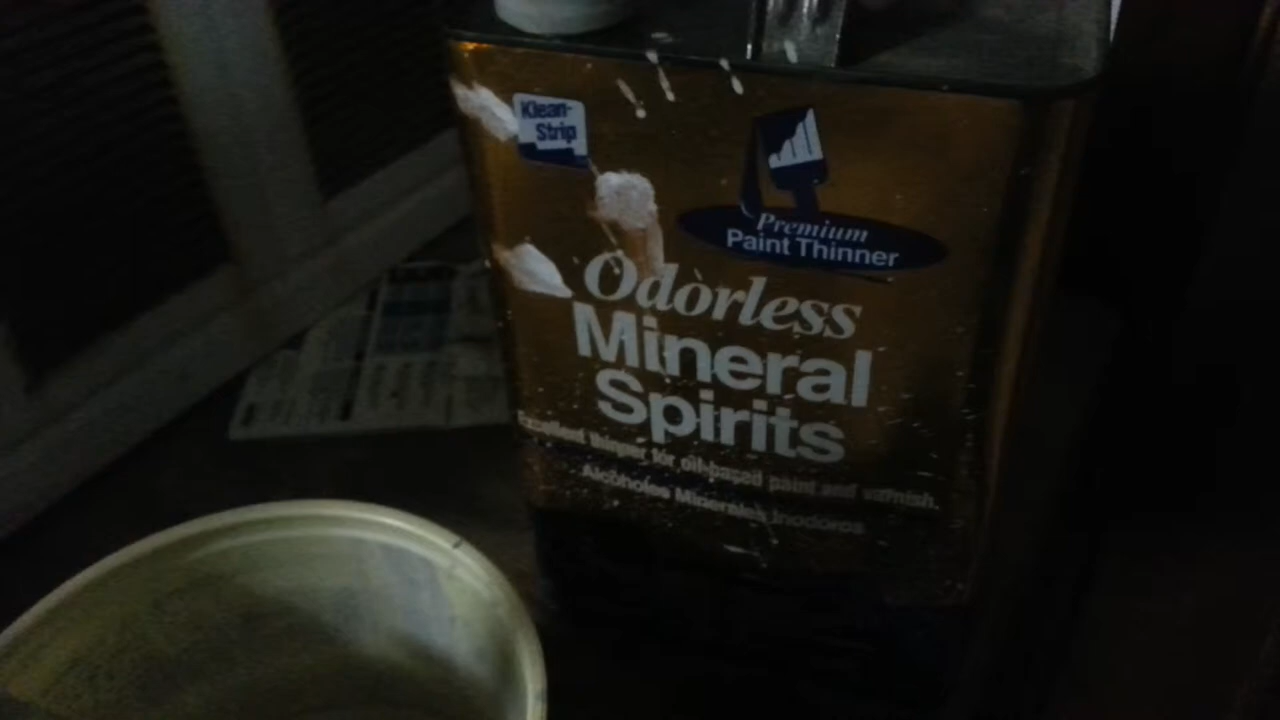 Klean-
Strip
Premium
Paint Thinner
Odorless
Mineral
Spirits
Excellent thinner for oil-based paint and varnish.
Alcoholes Minerales Inodoros